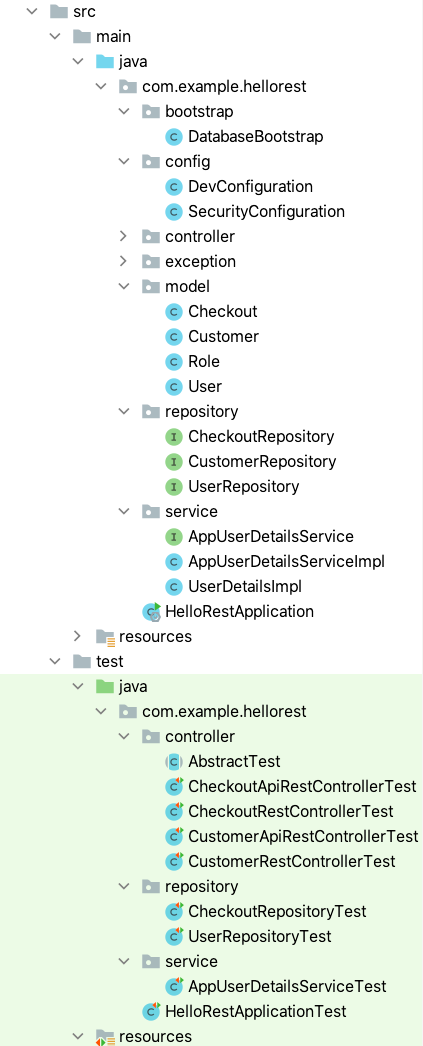 src
main
java
com.example.hellorest
bootstrap
DatabaseBootstrap
config
DevConfiguration
SecurityConfiguration
controller
exception
model
Checkout
Customer
Role
User
repository
CheckoutRepository
CustomerRepository
UserRepository
service
AppUserDetailsService
AppUserDetailsServiceImpl
UserDetailsImpl
HelloRestApplication
resources
test
java
com.example.hellorest
controller
AbstractTest
CheckoutApiRestControllerTest
CheckoutRestControllerTest
CustomerApiRestControllerTest
CustomerRestControllerTest
repository
CheckoutRepositoryTest
UserRepositoryTest
service
AppUserDetailsServiceTest
HelloRestApplicationTest
resources